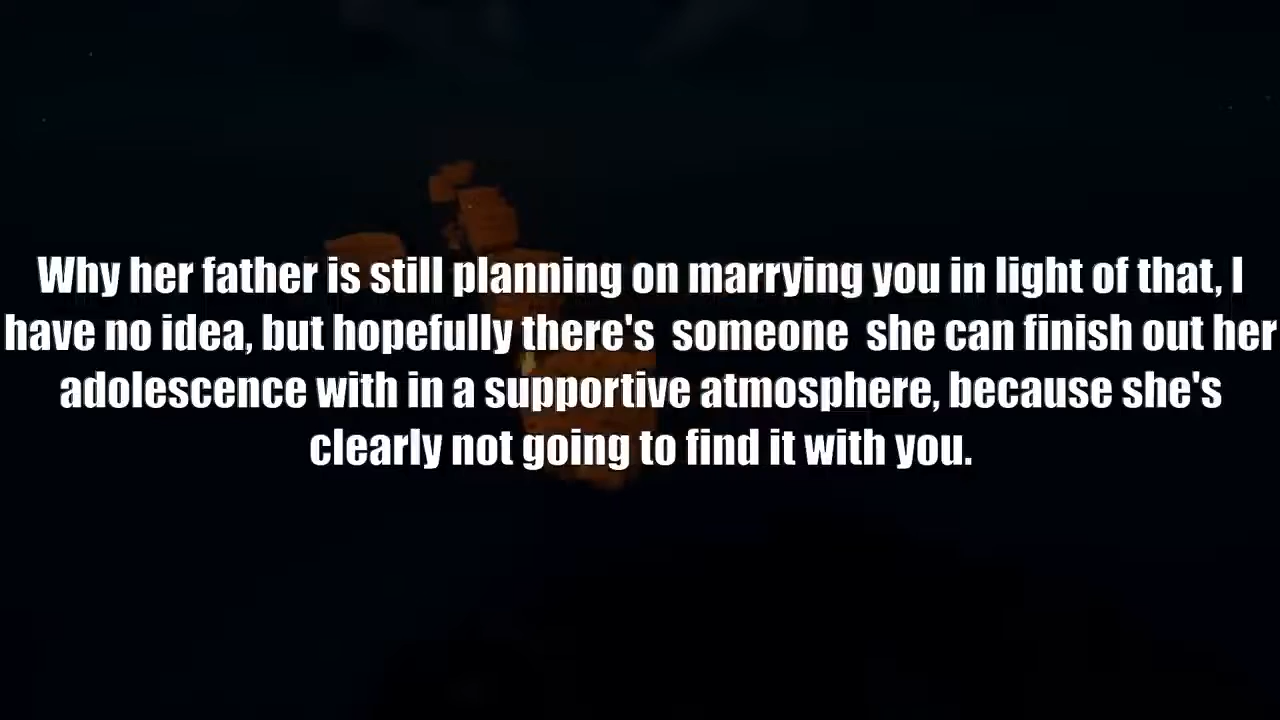 Why her father is still planning on marrying you in light of that, I
have no idea, but hopefully there's  someone  she can finish out her
adolescence with in a supportive atmosphere, because she's
clearly not going to find it with you.